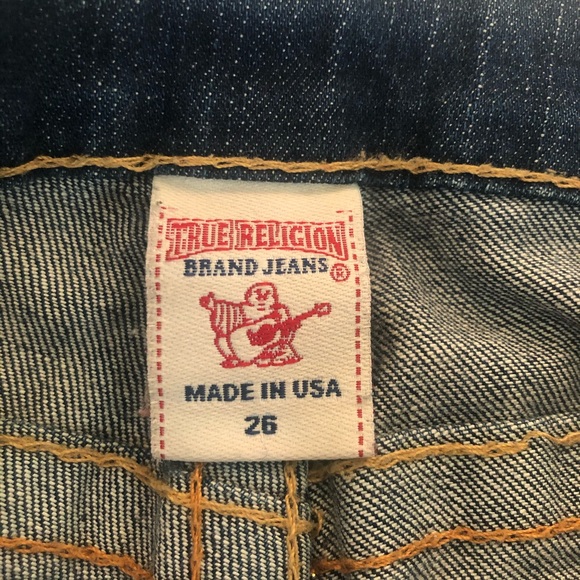 TRUE RELIGION
BRAND JEANS ®
MADE IN USA
26